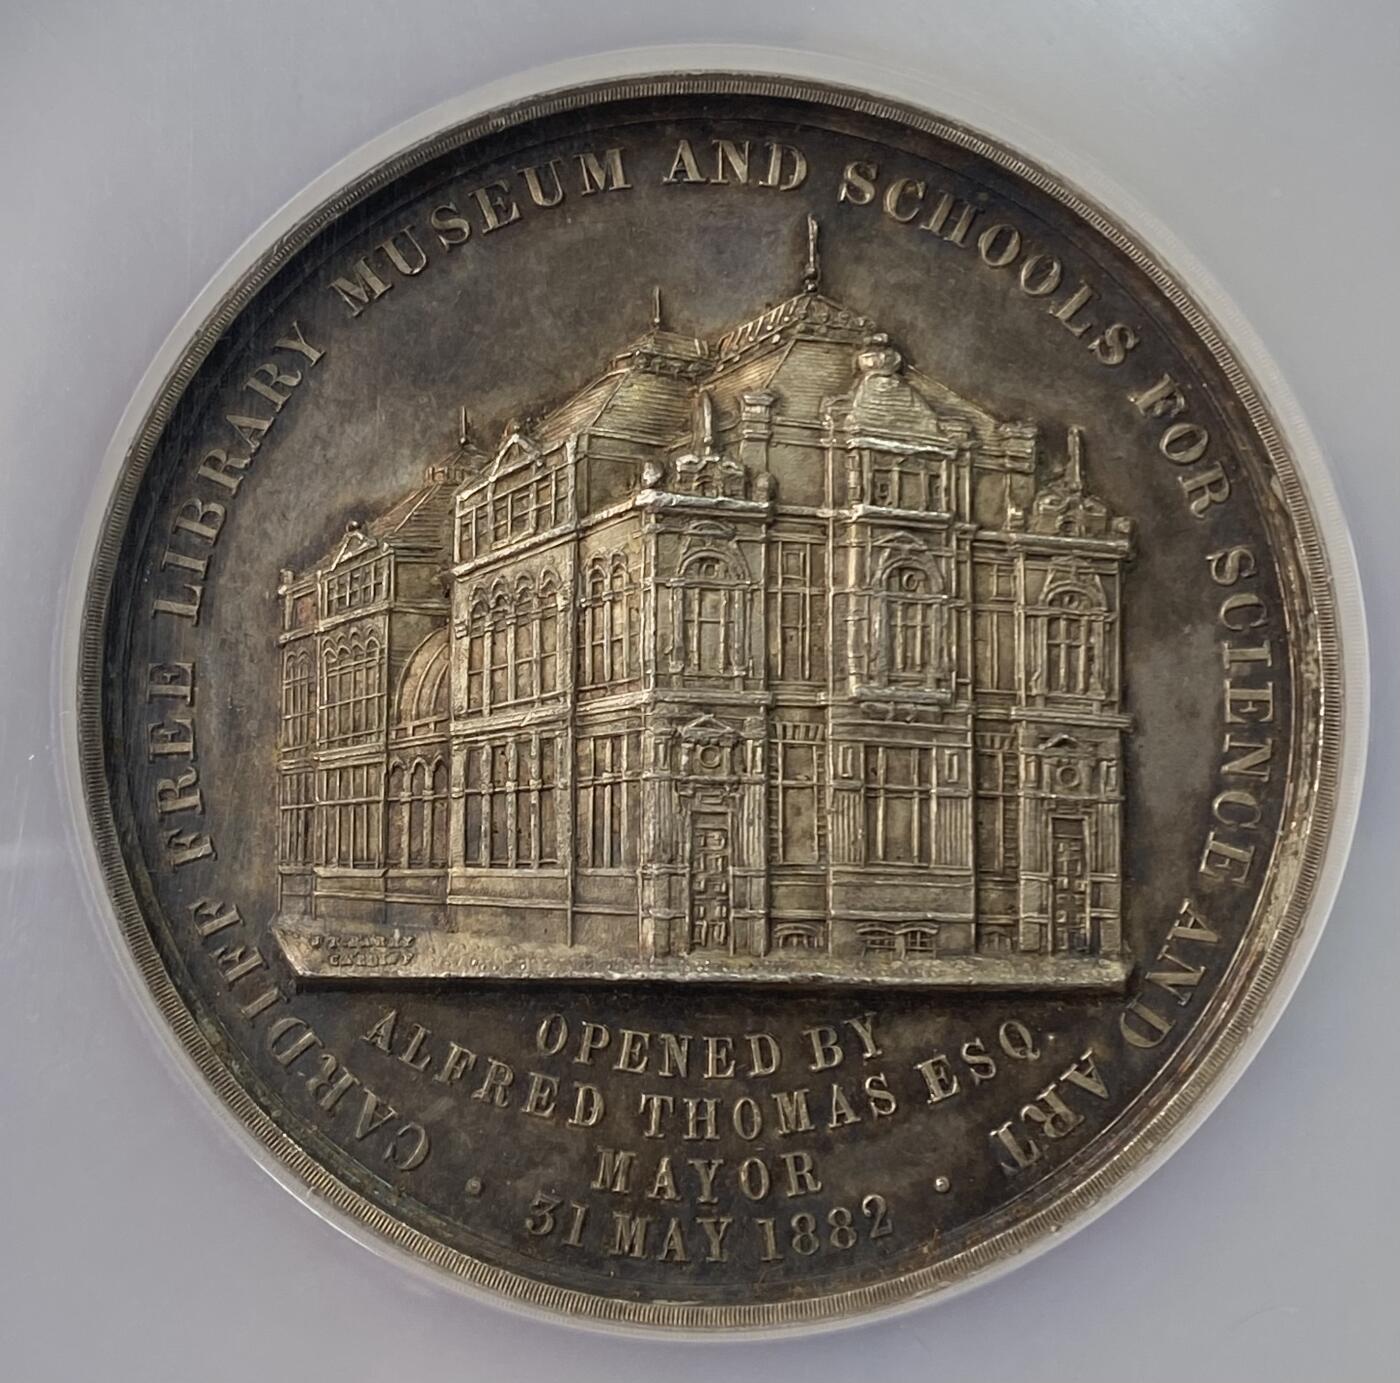 CARDIFF FREE LIBRARY MUSEUM AND SCHOOLS FOR SCIENCE AND ART
OPENED BY
ALFRED THOMAS ESQ.
MAYOR
· 31 MAY 1882 ·